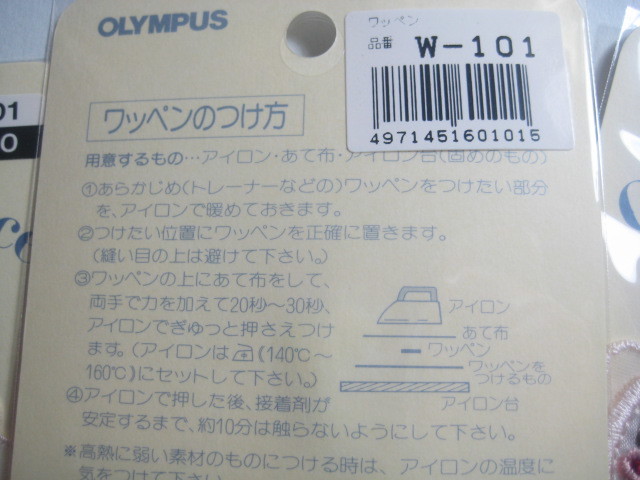 OLYMPUS
ワッペン
品番 W-101
4971451601015
01
0
ワッペンのつけ方
用意するもの…アイロン・あて布・アイロン台(固めのもの)
①あらかじめ(トレーナーなどの)ワッペンをつけたい部分
を、アイロンで暖めておきます。
②つけたい位置にワッペンを正確に置きます。
(縫い目の上は避けて下さい。)
③ワッペンの上にあて布をして、
両手で力を加えて20秒〜30秒、
アイロンでぎゅっと押さえつけ
ます。(アイロンは(140℃〜
160℃)にセットして下さい。)
アイロン
あて布
ワッペン
ワッペンを
つけるもの
アイロン台
④アイロンで押した後、接着剤が
安定するまで、約10分は触らないようにして下さい。
※高熱に弱い素材のものにつける時は、アイロンの温度に
気をつけて下さい。